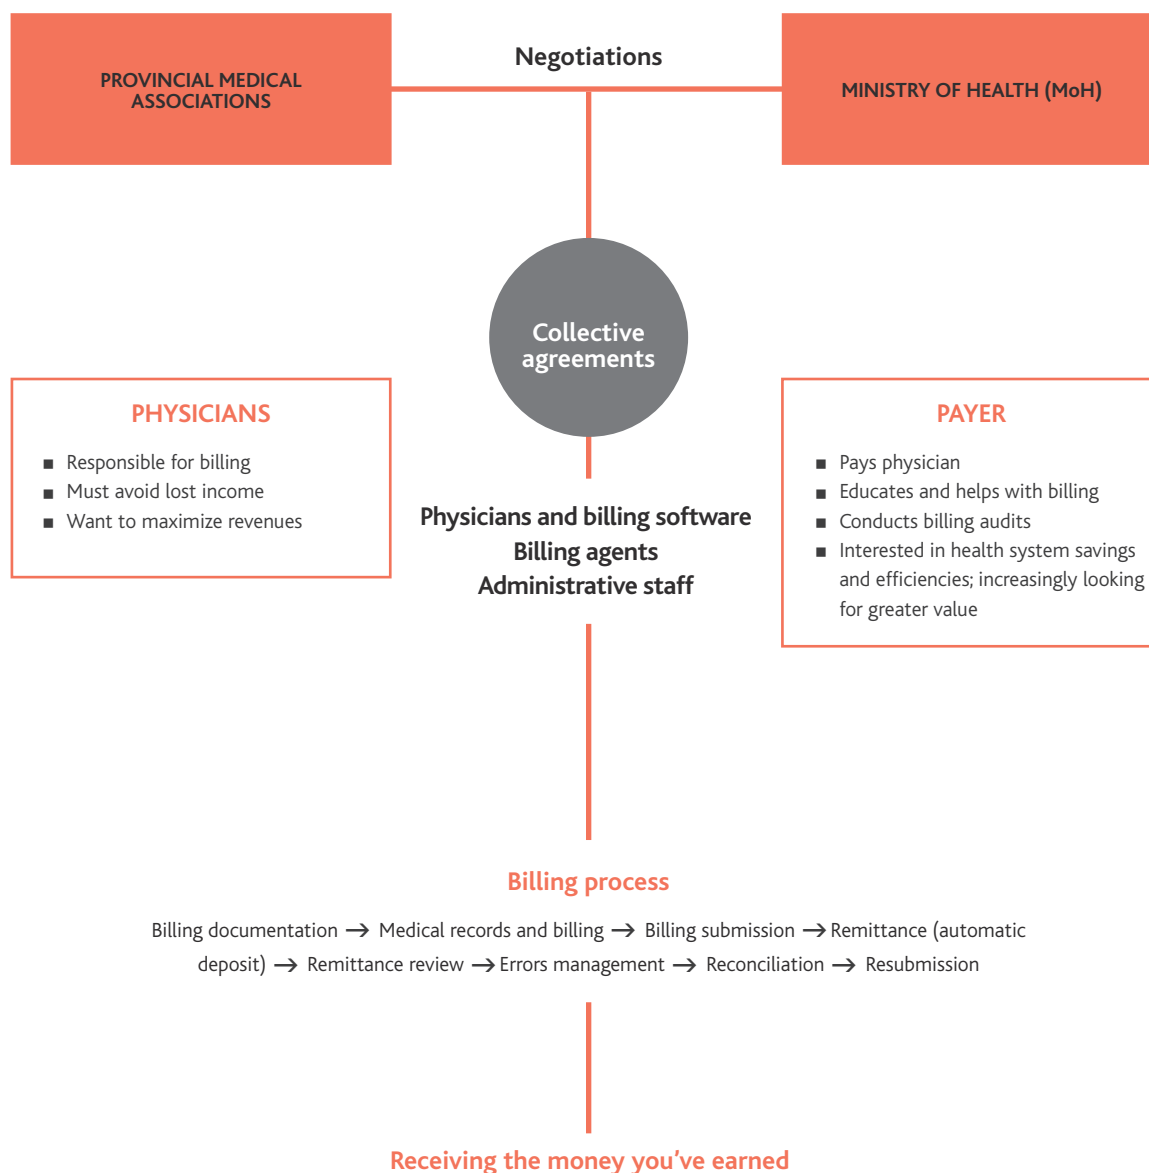 Negotiations
PROVINCIAL MEDICAL
ASSOCIATIONS
MINISTRY OF HEALTH (MoH)
Collective
agreements
PHYSICIANS
■ Responsible for billing
■ Must avoid lost income
■ Want to maximize revenues
PAYER
■ Pays physician
■ Educates and helps with billing
■ Conducts billing audits
■ Interested in health system savings
and efficiencies; increasingly looking
for greater value
Physicians and billing software
Billing agents
Administrative staff
Billing process
Billing documentation → Medical records and billing → Billing submission → Remittance (automatic
deposit) → Remittance review → Errors management → Reconciliation → Resubmission
Receiving the money you've earned